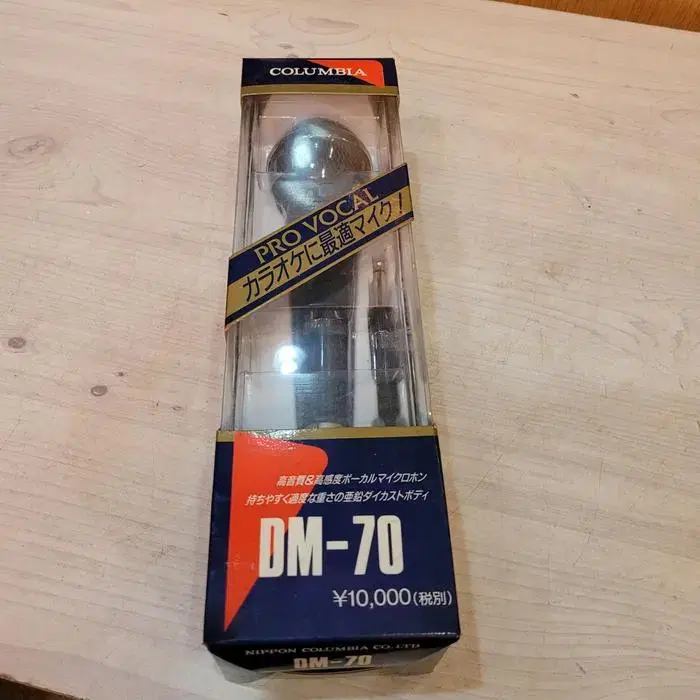 COLUMBIA
PRO VOCAL
カラオケに最適マイク!
高音質&高感度ボーカルマイクロホン
持ちやすく適度な重さの亜鉛ダイカストボディ
DM-70
¥10,000(税別)
NIPPON COLUMBIA CO. LTD
DM-70